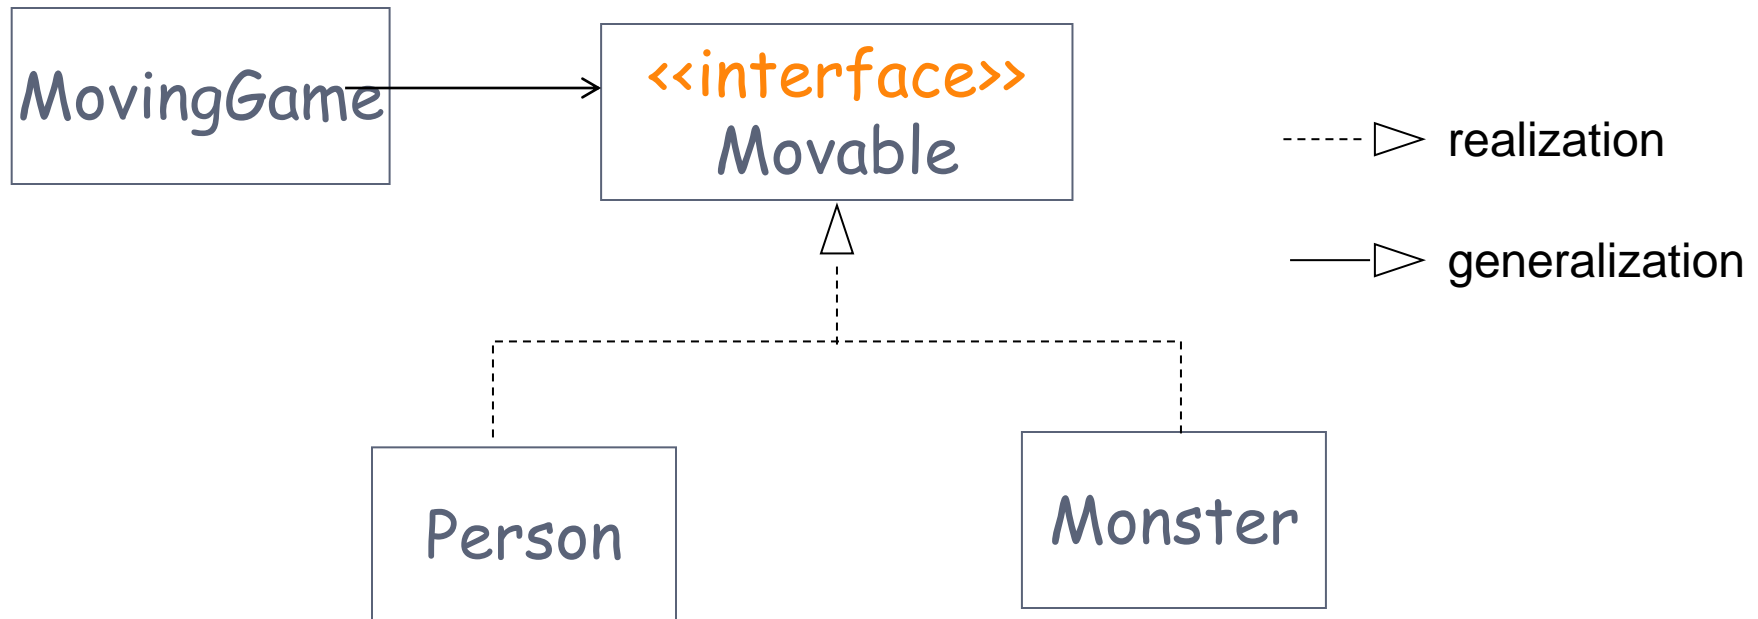 MovingGame
<<interface>>
Movable
realization
generalization
Person
Monster